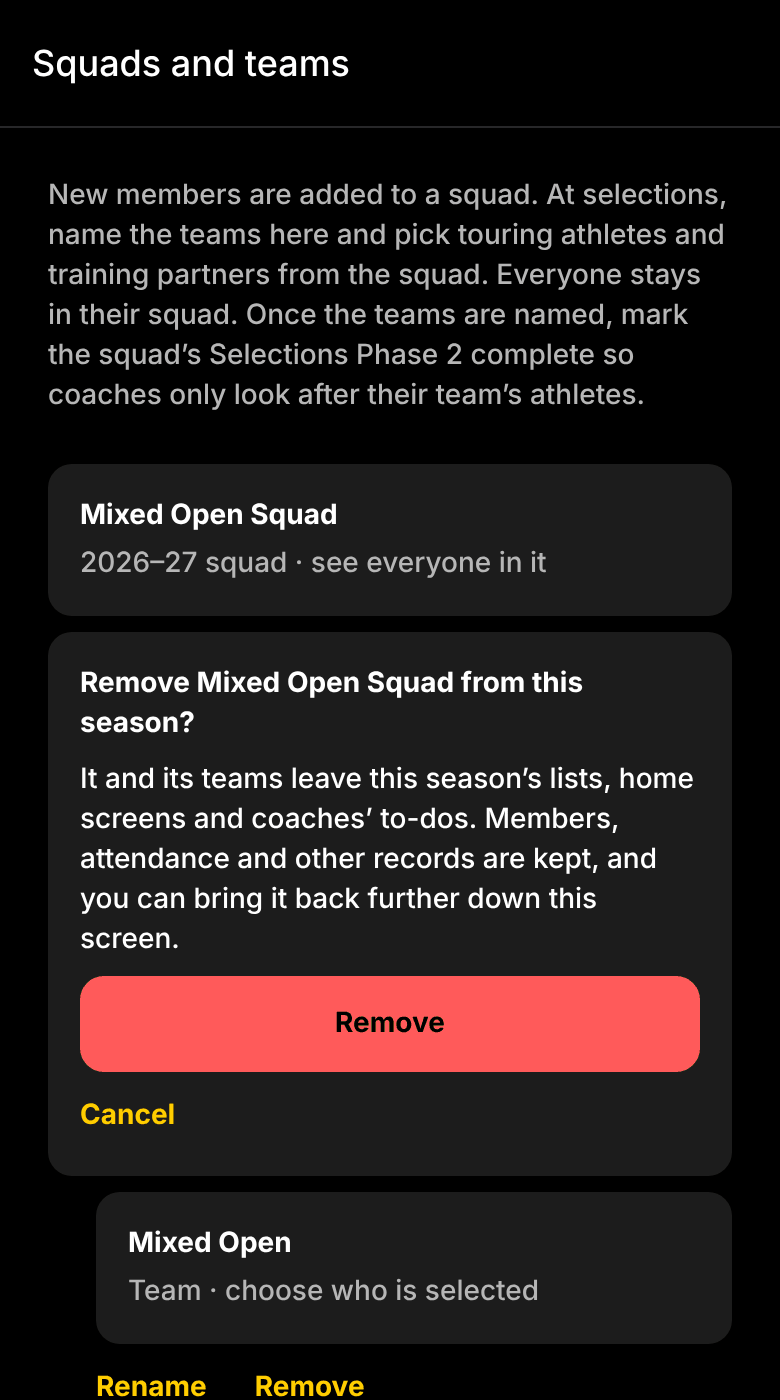 Squads and teams
New members are added to a squad. At selections,
name the teams here and pick touring athletes and
training partners from the squad. Everyone stays
in their squad. Once the teams are named, mark
the squad’s Selections Phase 2 complete so
coaches only look after their team’s athletes.
Mixed Open Squad
2026–27 squad · see everyone in it
Remove Mixed Open Squad from this
season?
It and its teams leave this season’s lists, home
screens and coaches’ to-dos. Members,
attendance and other records are kept, and
you can bring it back further down this
screen.
Remove
Cancel
Mixed Open
Team · choose who is selected
Rename Remove